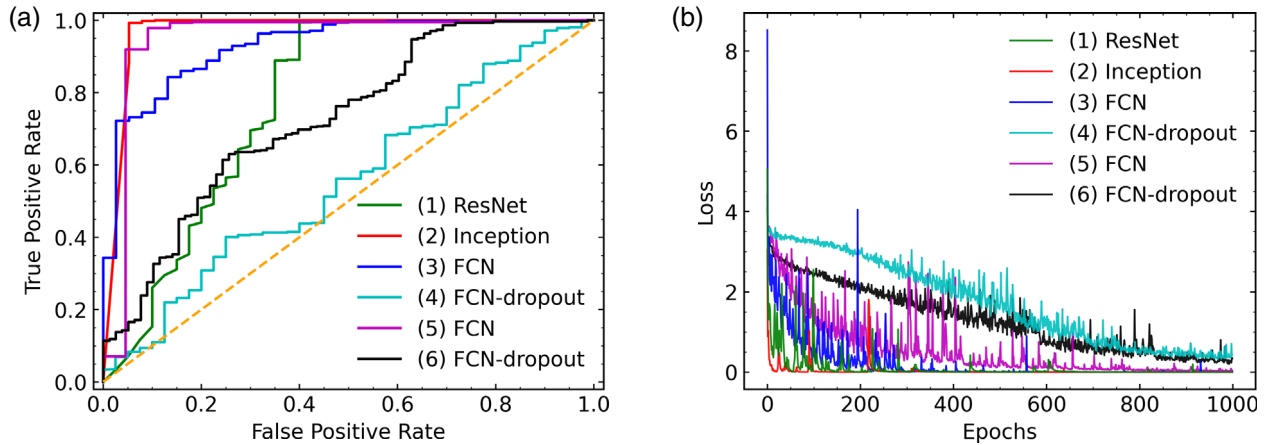 (a)
1.0
0.8
0.6
0.4
0.2
0.0
True Positive Rate
(1) ResNet
(2) Inception
(3) FCN
(4) FCN-dropout
(5) FCN
(6) FCN-dropout
0.0 0.2 0.4 0.6 0.8 1.0
False Positive Rate
(b)
8
6
4
2
0
Loss
(1) ResNet
(2) Inception
(3) FCN
(4) FCN-dropout
(5) FCN
(6) FCN-dropout
0 200 400 600 800 1000
Epochs